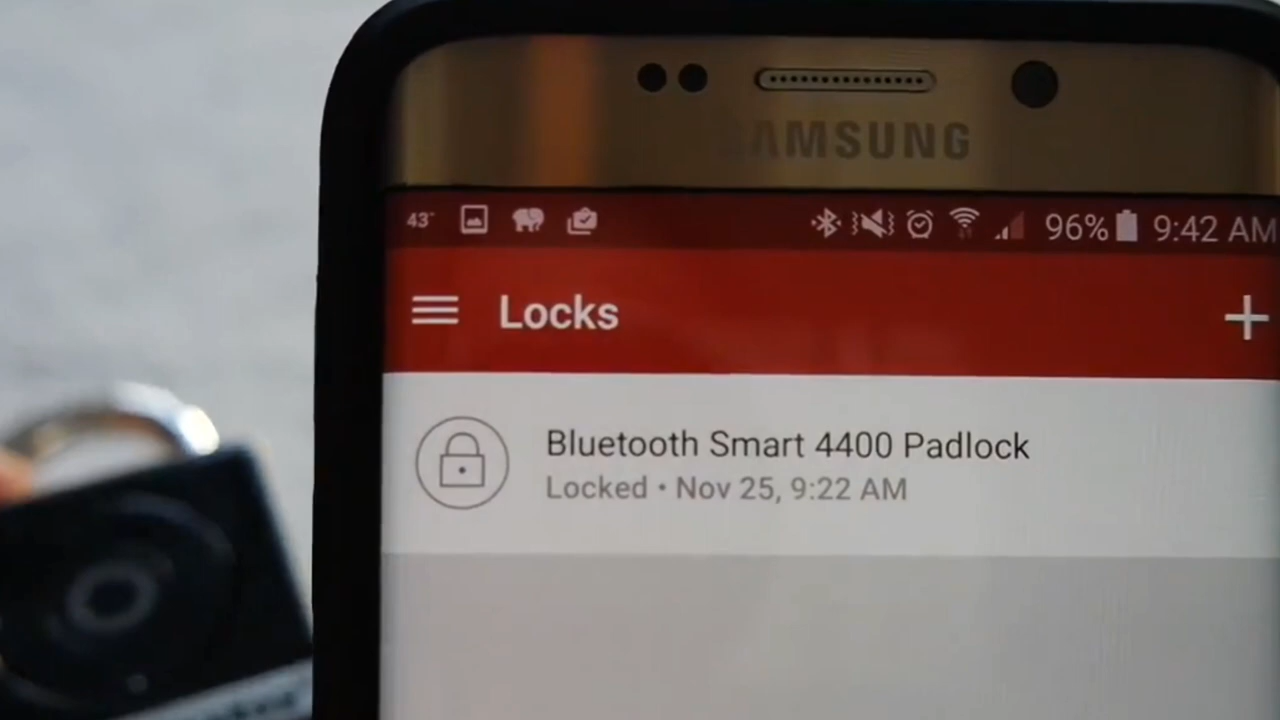 SAMSUNG
43° 96% 9:42 AM
Locks
Bluetooth Smart 4400 Padlock
Locked • Nov 25, 9:22 AM